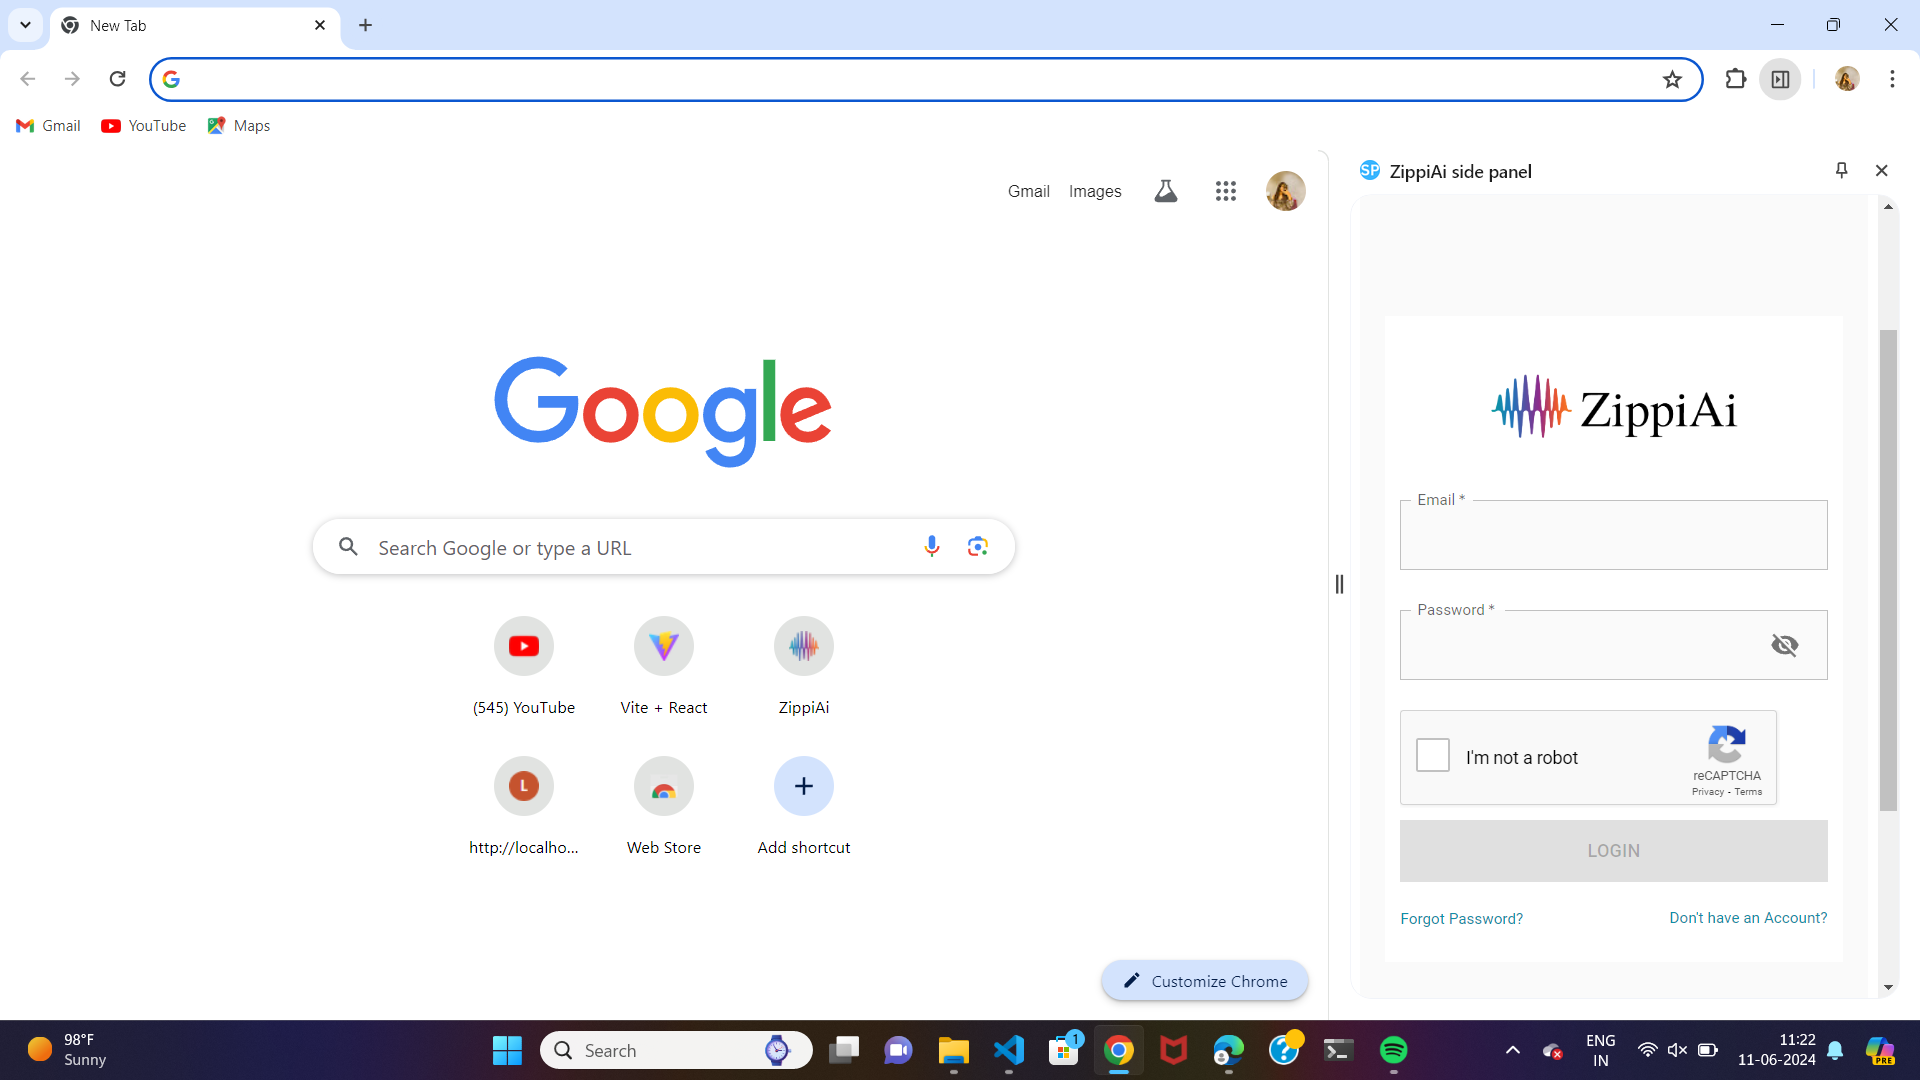 New Tab
Gmail
YouTube
Maps
Gmail
Images
SP
ZippiAi side panel
Google
Search Google or type a URL
(545) YouTube
Vite + React
ZippiAi
L
http://localho...
Web Store
Add shortcut
Customize Chrome
ZippiAi
Email *
Password *
I'm not a robot
reCAPTCHA
Privacy - Terms
LOGIN
Forgot Password?
Don't have an Account?
98°F
Sunny
Search
1
ENG
IN
11:22
11-06-2024
PRE